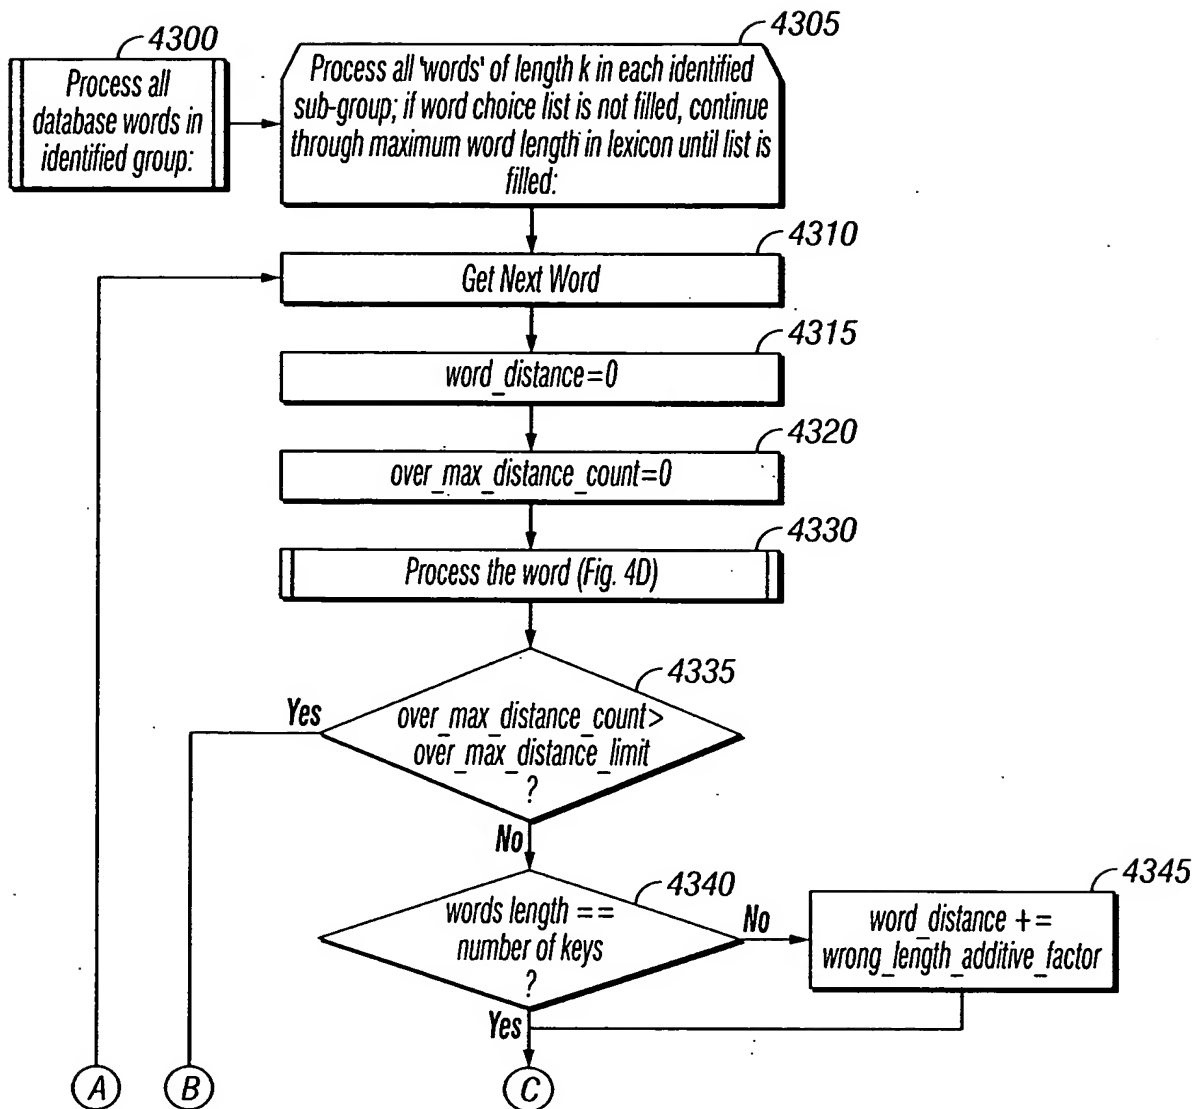 4300
Process all
database words in
identified group:
4305
Process all 'words' of length k in each identified
sub-group; if word choice list is not filled, continue
through maximum word length in lexicon until list is
filled:
4310
Get Next Word
4315
word_distance=0
4320
over_max_distance_count=0
4330
Process the word (Fig. 4D)
4335
Yes
over_max_distance_count>
over_max_distance_limit
?
No
4340
words length ==
number of keys
?
No
4345
word_distance +=
wrong_length_additive_factor
Yes
A
B
C